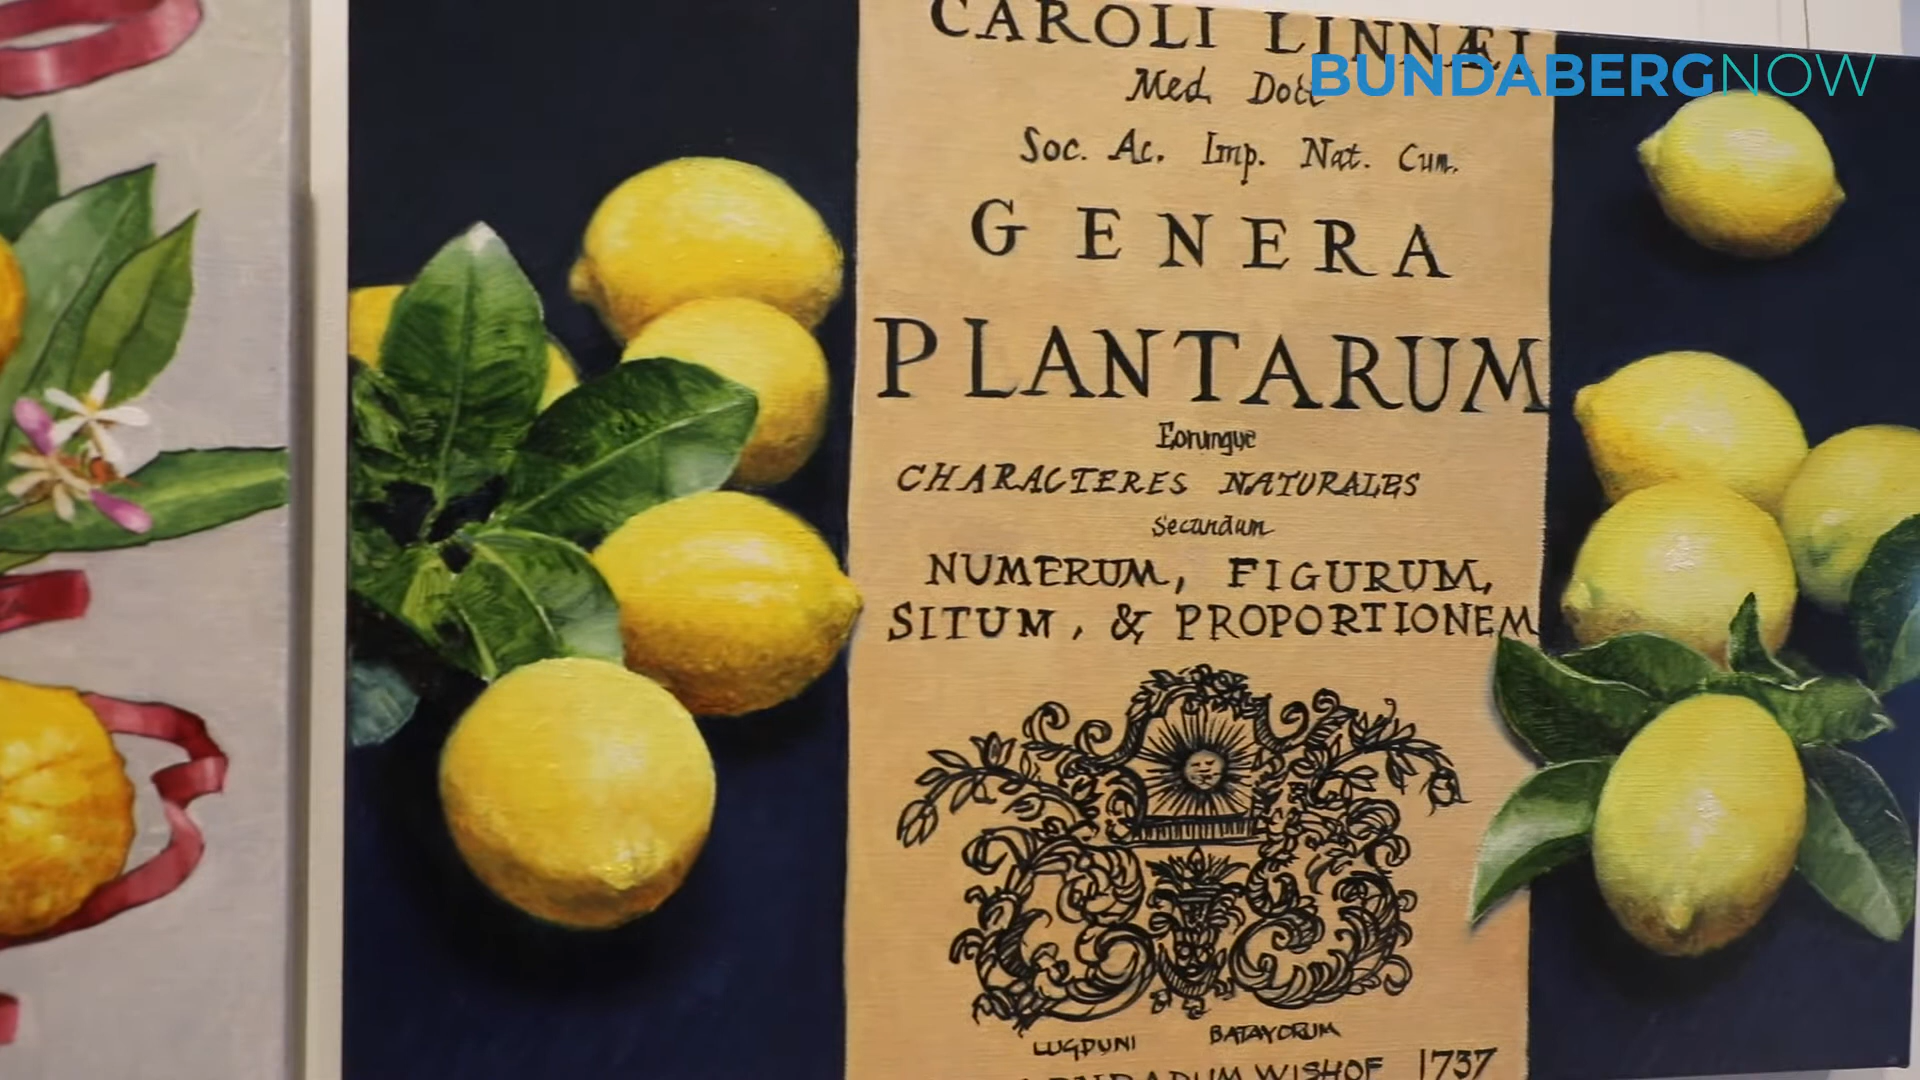 CAROLI LINNÆI
BUNDABERGNOW
Med. Doct
Soc. Ac. Imp. Nat. Cur.
GENERA
PLANTARUM
Eorumque
CHARACTERES NATURALES
Secundum
NUMERUM, FIGURUM,
SITUM, & PROPORTIONEM
LUGDUNI BATAVORUM
WISHOF 1737